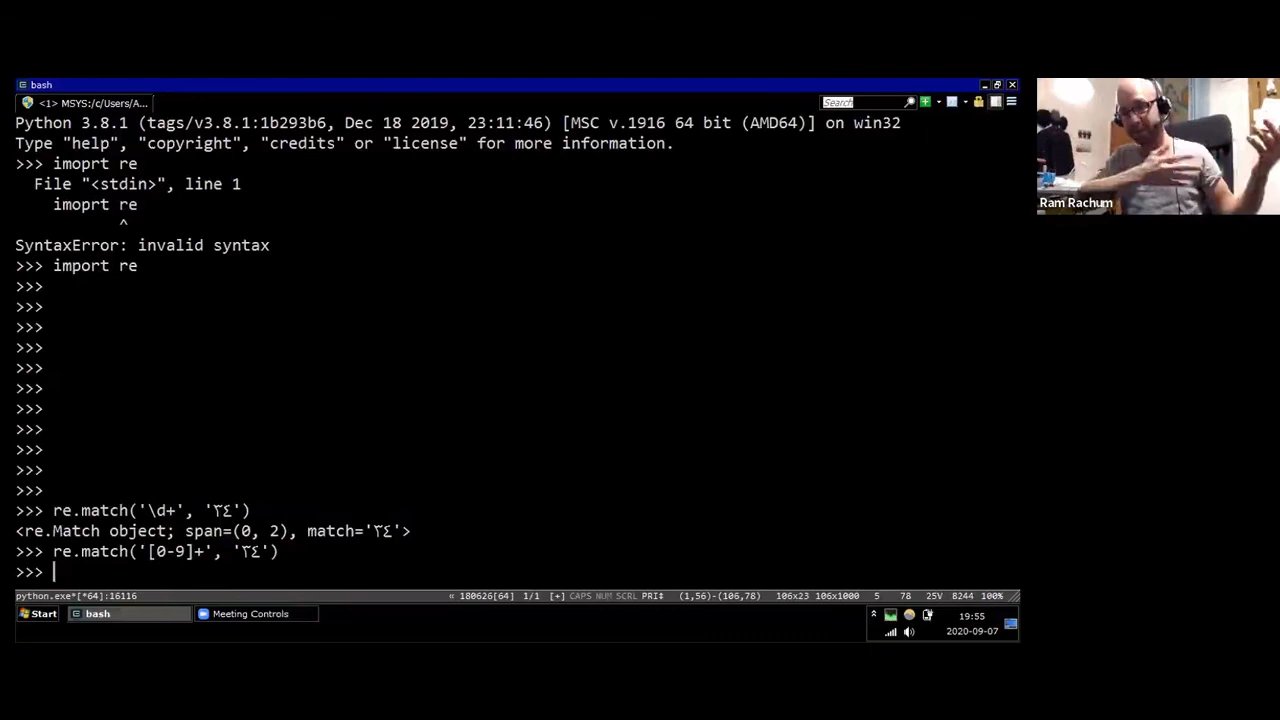 bash
<1> MSYS:/c/Users/A...
Search
Python 3.8.1 (tags/v3.8.1:1b293b6, Dec 18 2019, 23:11:46) [MSC v.1916 64 bit (AMD64)] on win32
Type "help", "copyright", "credits" or "license" for more information.
>>> imoprt re
File "<stdin>", line 1
imoprt re
^
SyntaxError: invalid syntax
>>> import re
>>>
>>>
>>>
>>>
>>>
>>>
>>>
>>>
>>>
>>>
>>>
>>> re.match('\d+', '٣٤')
<re.Match object; span=(0, 2), match='٣٤'>
>>> re.match('[0-9]+', '٣٤')
>>>
python.exe*[*64]:16116
« 180626[64] 1/1 [+] CAPS NUM SCRL PRI↕ (1,56)-(106,78) 106x23 106x1000 5 78 25V 8244 100%
Start
bash
Meeting Controls
19:55
2020-09-07
Ram Rachum